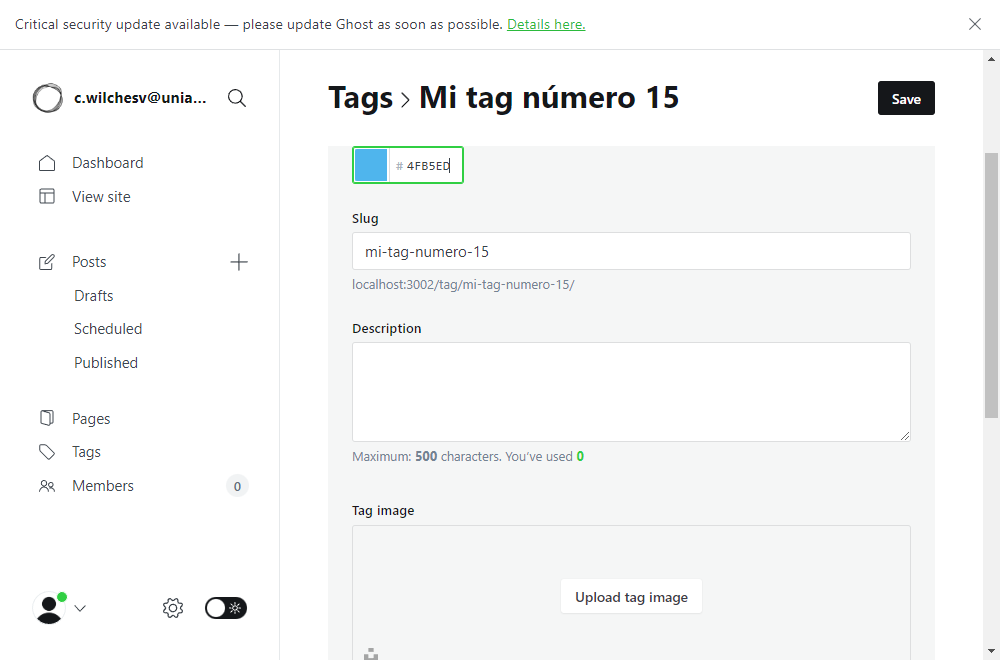 Critical security update available — please update Ghost as soon as possible. Details here.
c.wilchesv@unia...
Dashboard
View site
Posts
Drafts
Scheduled
Published
Pages
Tags
Members 0
Tags > Mi tag número 15
Save
# 4FB5ED
Slug
mi-tag-numero-15
localhost:3002/tag/mi-tag-numero-15/
Description
Maximum: 500 characters. You’ve used 0
Tag image
Upload tag image